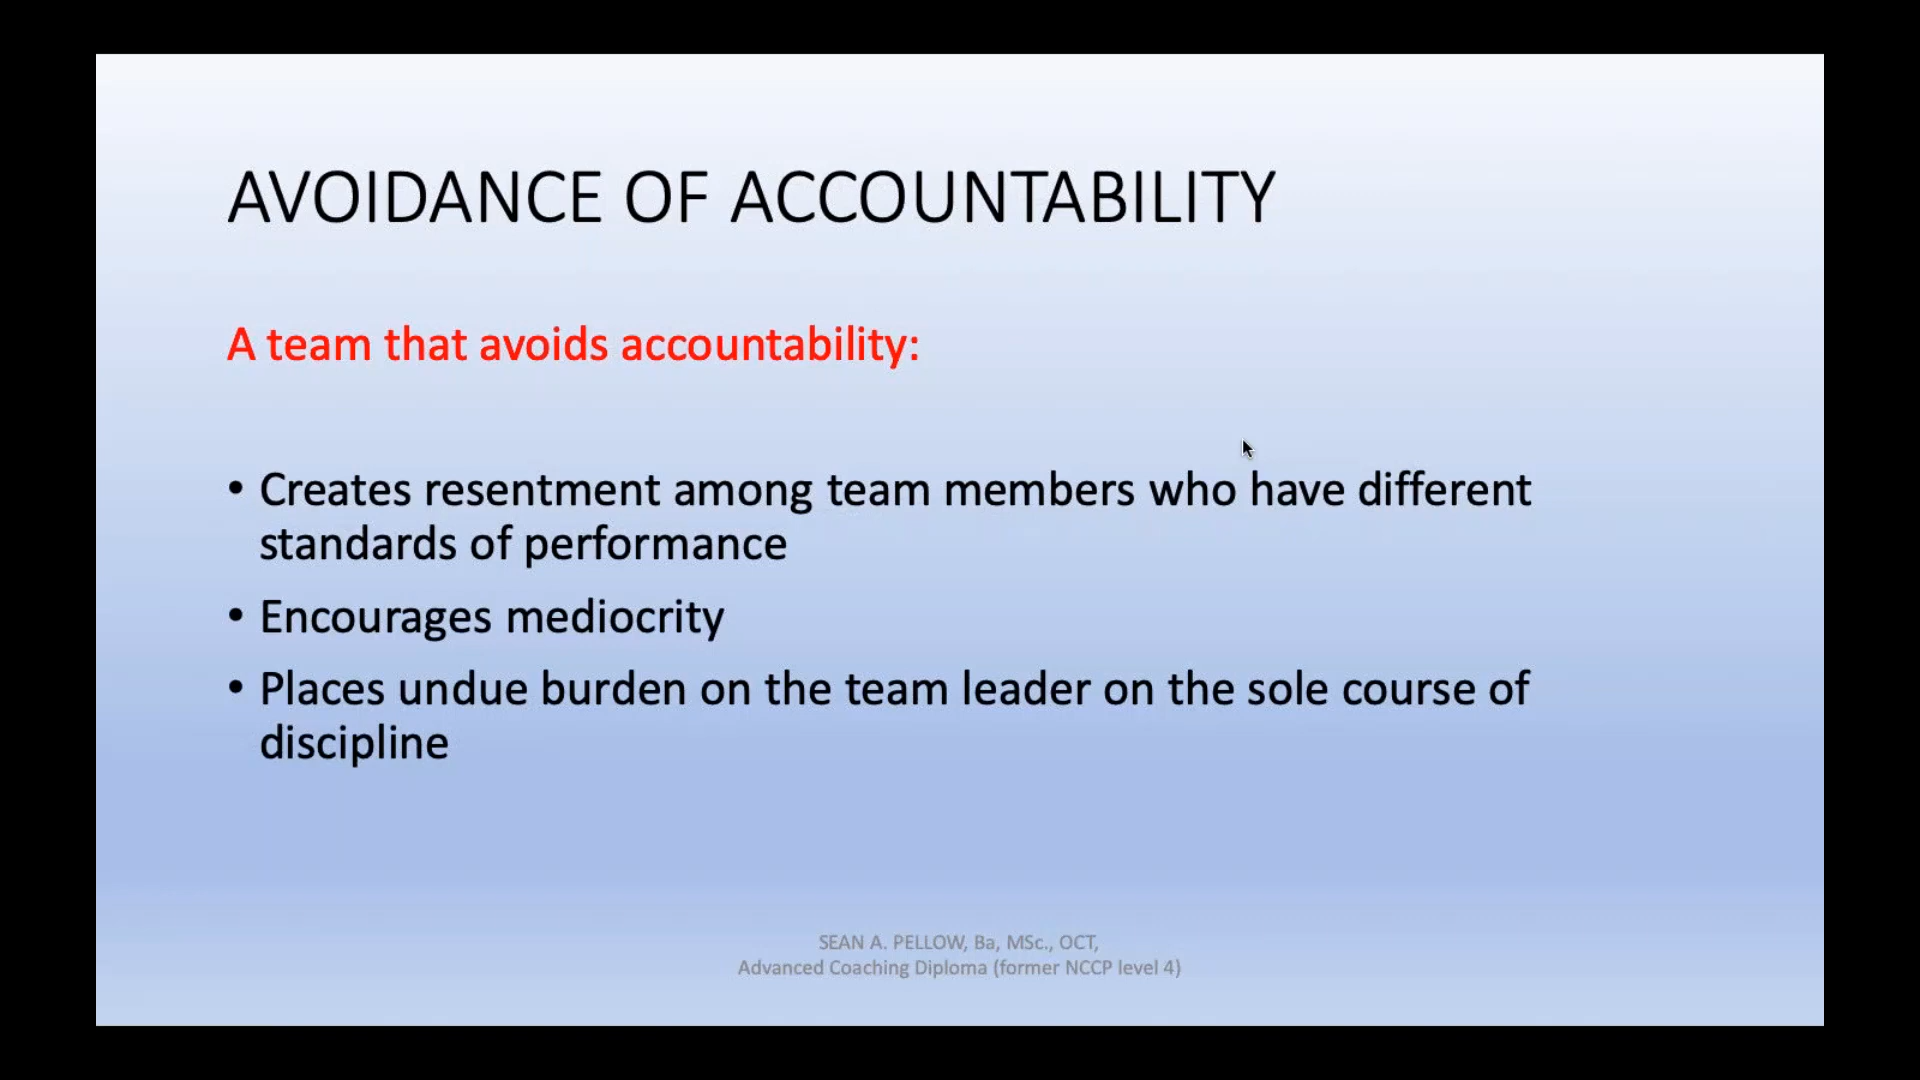 AVOIDANCE OF ACCOUNTABILITY
A team that avoids accountability:
• Creates resentment among team members who have different
standards of performance
• Encourages mediocrity
• Places undue burden on the team leader on the sole course of
discipline
SEAN A. PELLOW, Ba, MSc., OCT,
Advanced Coaching Diploma (former NCCP level 4)